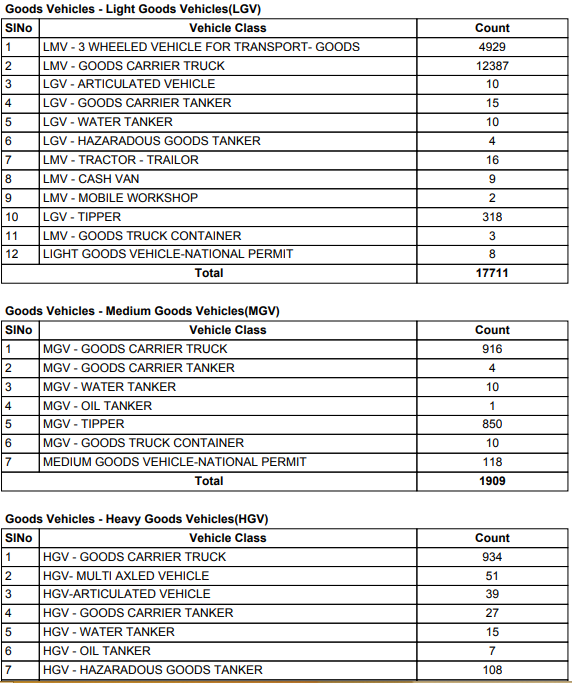 Goods Vehicles - Light Goods Vehicles(LGV)
SlNo Vehicle Class Count
1 LMV - 3 WHEELED VEHICLE FOR TRANSPORT- GOODS 4929
2 LMV - GOODS CARRIER TRUCK 12387
3 LGV - ARTICULATED VEHICLE 10
4 LGV - GOODS CARRIER TANKER 15
5 LGV - WATER TANKER 10
6 LGV - HAZARADOUS GOODS TANKER 4
7 LMV - TRACTOR - TRAILOR 16
8 LMV - CASH VAN 9
9 LMV - MOBILE WORKSHOP 2
10 LGV - TIPPER 318
11 LMV - GOODS TRUCK CONTAINER 3
12 LIGHT GOODS VEHICLE-NATIONAL PERMIT 8
Total 17711
Goods Vehicles - Medium Goods Vehicles(MGV)
SlNo Vehicle Class Count
1 MGV - GOODS CARRIER TRUCK 916
2 MGV - GOODS CARRIER TANKER 4
3 MGV - WATER TANKER 10
4 MGV - OIL TANKER 1
5 MGV - TIPPER 850
6 MGV - GOODS TRUCK CONTAINER 10
7 MEDIUM GOODS VEHICLE-NATIONAL PERMIT 118
Total 1909
Goods Vehicles - Heavy Goods Vehicles(HGV)
SlNo Vehicle Class Count
1 HGV - GOODS CARRIER TRUCK 934
2 HGV- MULTI AXLED VEHICLE 51
3 HGV-ARTICULATED VEHICLE 39
4 HGV - GOODS CARRIER TANKER 27
5 HGV - WATER TANKER 15
6 HGV - OIL TANKER 7
7 HGV - HAZARADOUS GOODS TANKER 108